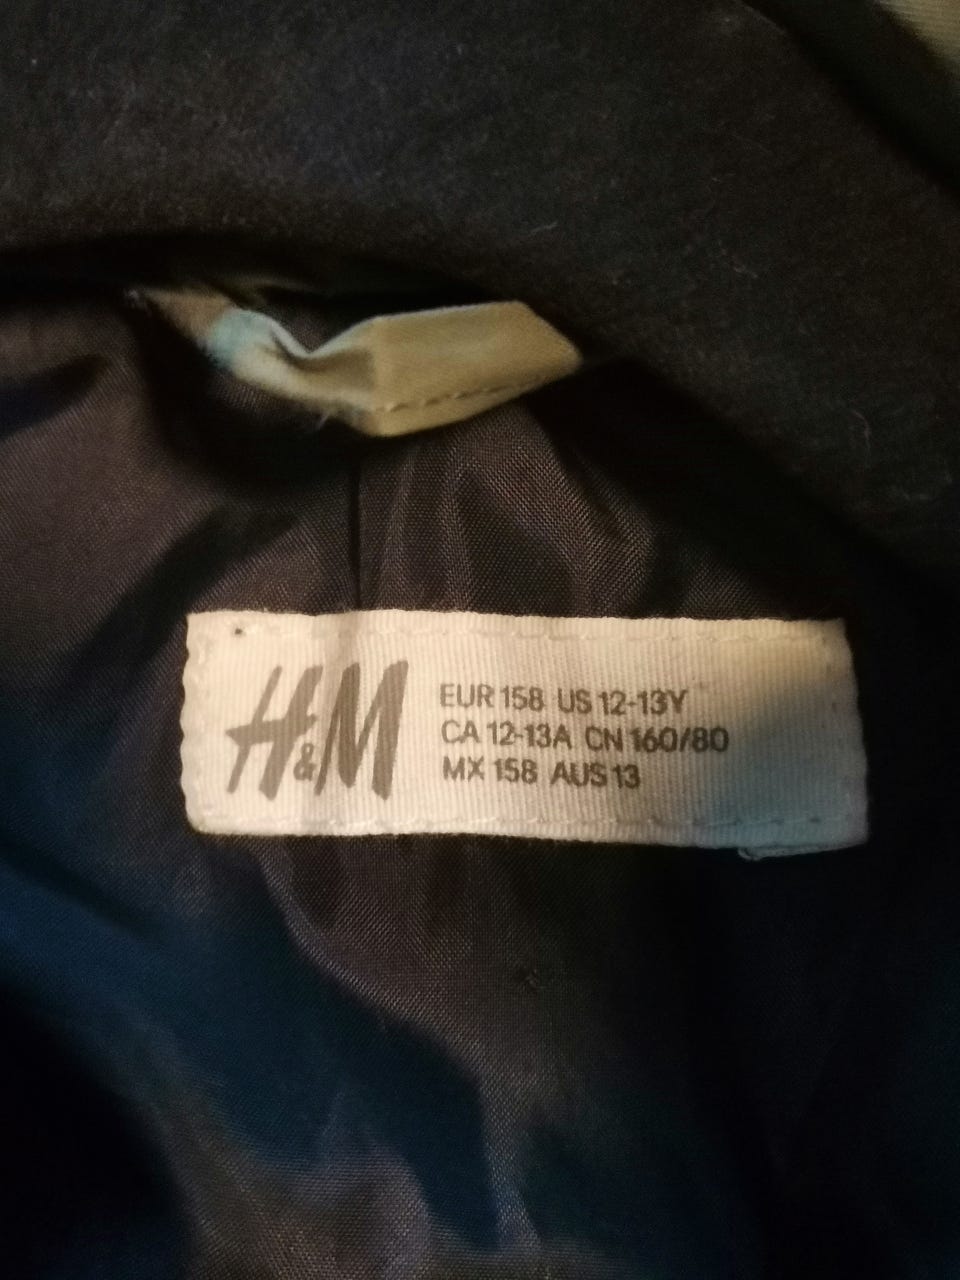 H&M
EUR 158 US 12-13Y
CA 12-13A CN 160/80
MX 158 AUS 13